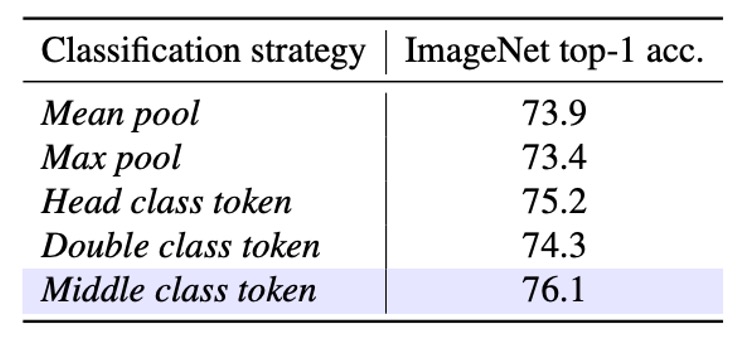 Classification strategy ImageNet top-1 acc.
Mean pool 73.9
Max pool 73.4
Head class token 75.2
Double class token 74.3
Middle class token 76.1